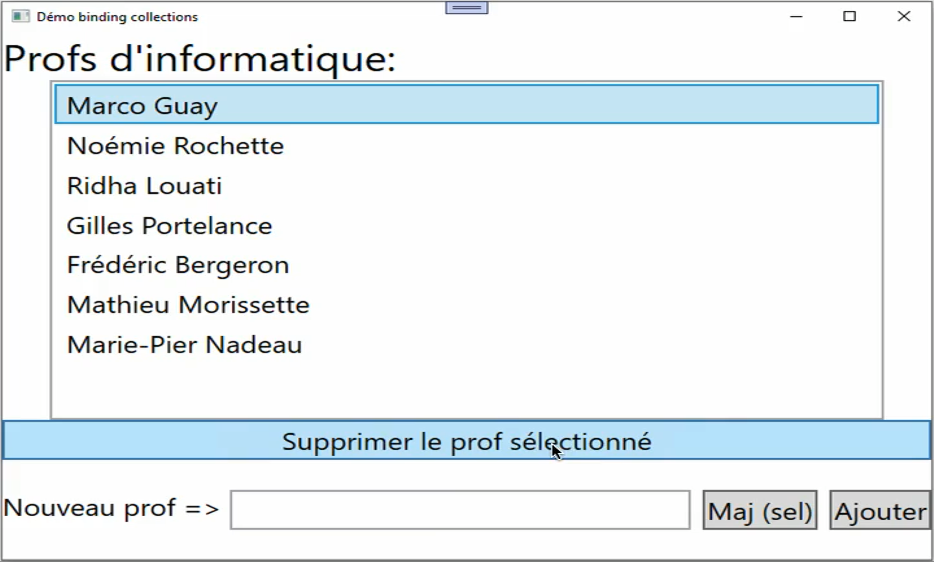 Démo binding collections
Profs d'informatique:
Marco Guay
Noémie Rochette
Ridha Louati
Gilles Portelance
Frédéric Bergeron
Mathieu Morissette
Marie-Pier Nadeau
Supprimer le prof sélectionné
Nouveau prof => Maj (sel) Ajouter